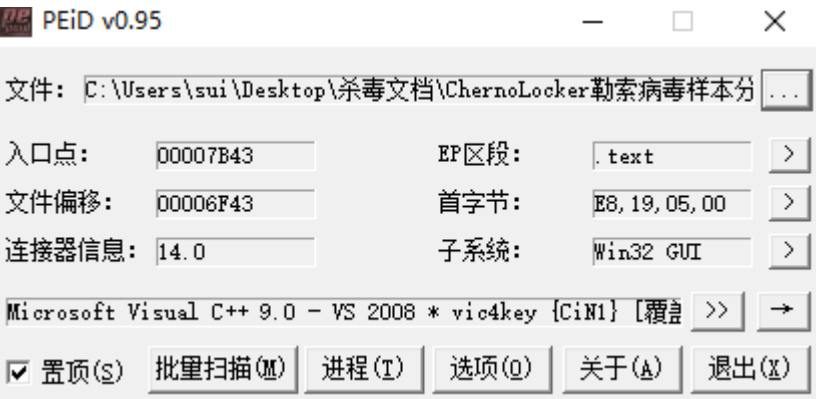 PEiD v0.95
文件： C:\Users\sui\Desktop\杀毒文档\ChernoLocker勒索病毒样本分 ...
入口点： 00007B43 EP区段： .text >
文件偏移： 00006F43 首字节： E8,19,05,00 >
连接器信息： 14.0 子系统： Win32 GUI >
Microsoft Visual C++ 9.0 - VS 2008 * vic4key {CiN1} [覆盖 >> →
置顶(S) 批量扫描(M) 进程(T) 选项(O) 关于(A) 退出(X)